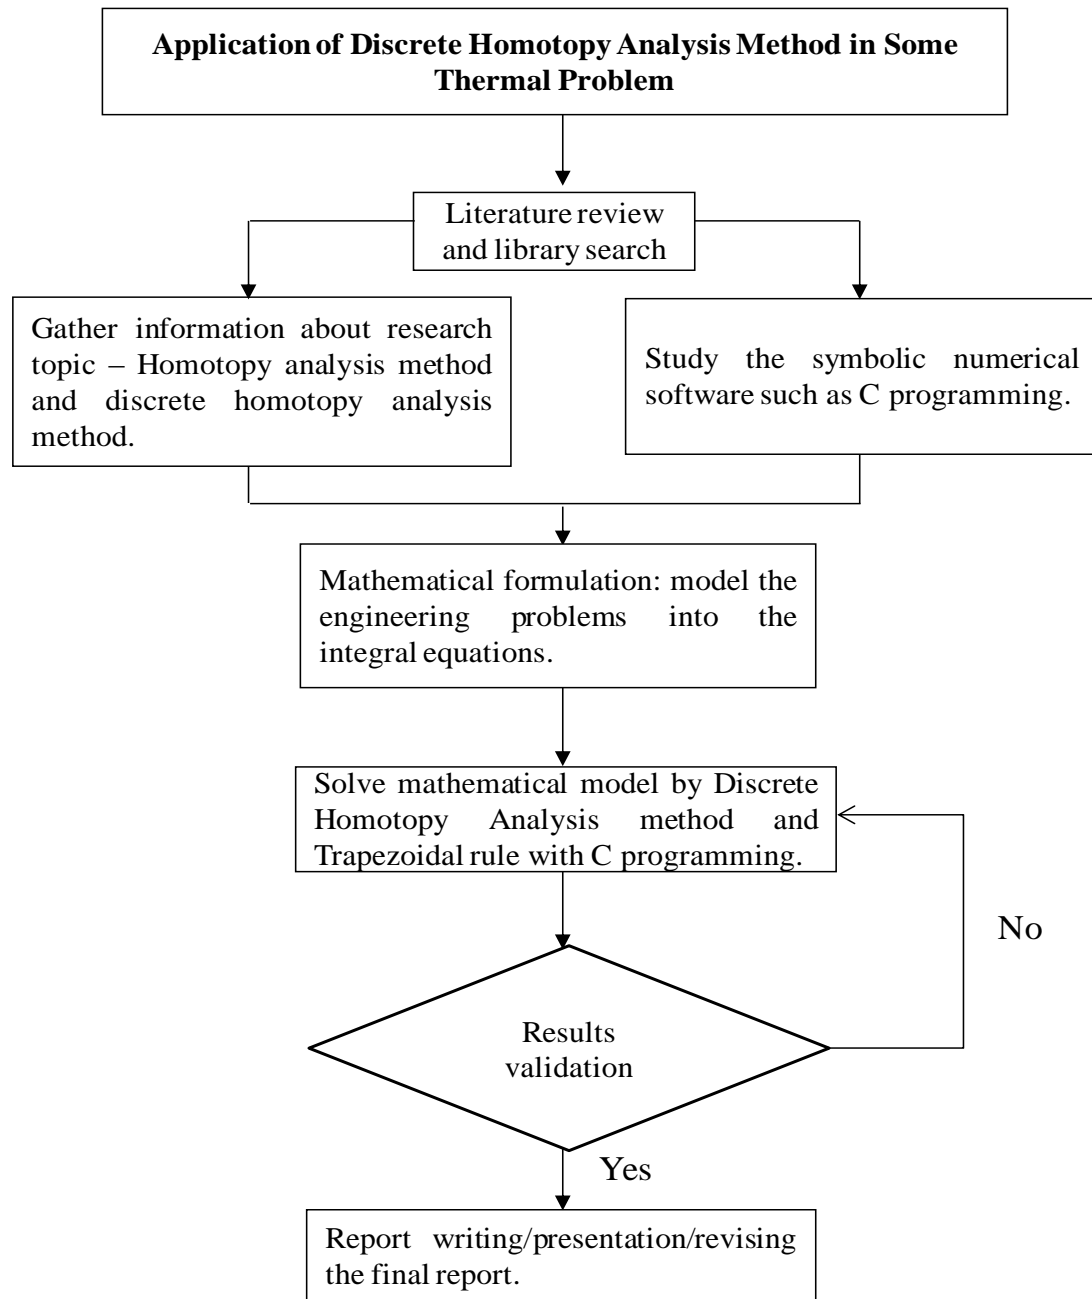 Application of Discrete Homotopy Analysis Method in Some
Thermal Problem
Literature review
and library search
Gather information about research
topic – Homotopy analysis method
and discrete homotopy analysis
method.
Study the symbolic numerical
software such as C programming.
Mathematical formulation: model the
engineering problems into the
integral equations.
Solve mathematical model by Discrete
Homotopy Analysis method and
Trapezoidal rule with C programming.
No
Results
validation
Yes
Report writing/presentation/revising
the final report.